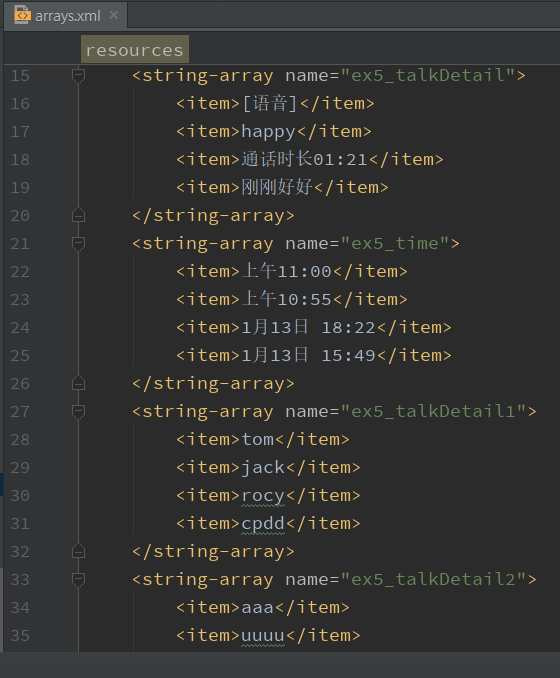 arrays.xml
resources
15 <string-array name="ex5_talkDetail">
16 <item>[语音]</item>
17 <item>happy</item>
18 <item>通话时长01:21</item>
19 <item>刚刚好好</item>
20 </string-array>
21 <string-array name="ex5_time">
22 <item>上午11:00</item>
23 <item>上午10:55</item>
24 <item>1月13日 18:22</item>
25 <item>1月13日 15:49</item>
26 </string-array>
27 <string-array name="ex5_talkDetail1">
28 <item>tom</item>
29 <item>jack</item>
30 <item>rocy</item>
31 <item>cpdd</item>
32 </string-array>
33 <string-array name="ex5_talkDetail2">
34 <item>aaa</item>
35 <item>uuuu</item>